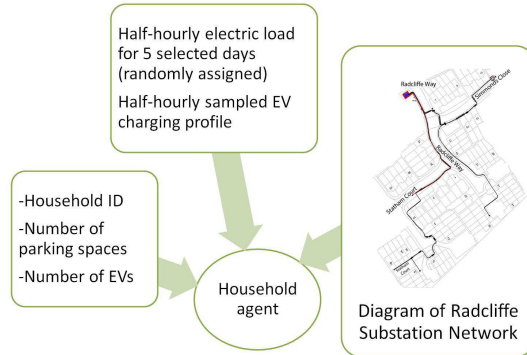 Half-hourly electric load
for 5 selected days
(randomly assigned)
Half-hourly sampled EV
charging profile
-Household ID
-Number of
parking spaces
-Number of EVs
Household
agent
Radcliffe Way
Simmonds Close
Radcliffe Way
Statham Court
Diagram of Radcliffe
Substation Network